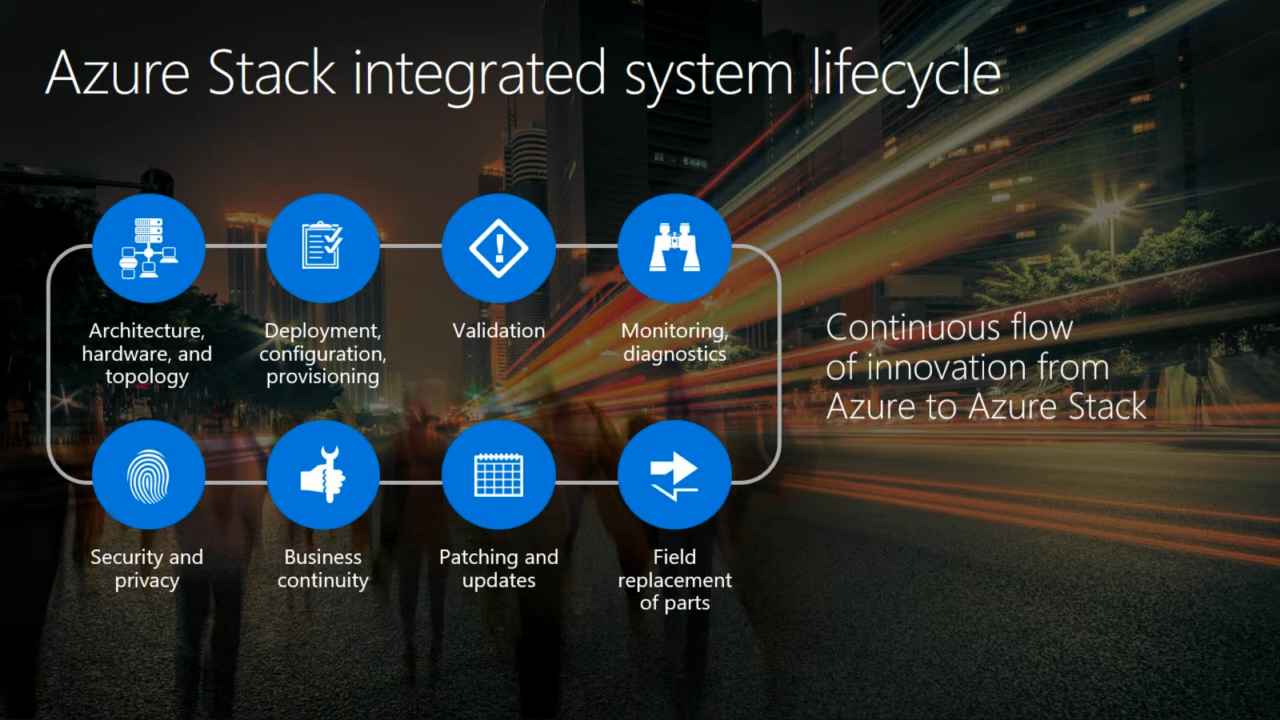 Azure Stack integrated system lifecycle
Architecture,
hardware, and
topology
Deployment,
configuration,
provisioning
Validation
Monitoring,
diagnostics
Continuous flow
of innovation from
Azure to Azure Stack
Security and
privacy
Business
continuity
Patching and
updates
Field
replacement
of parts